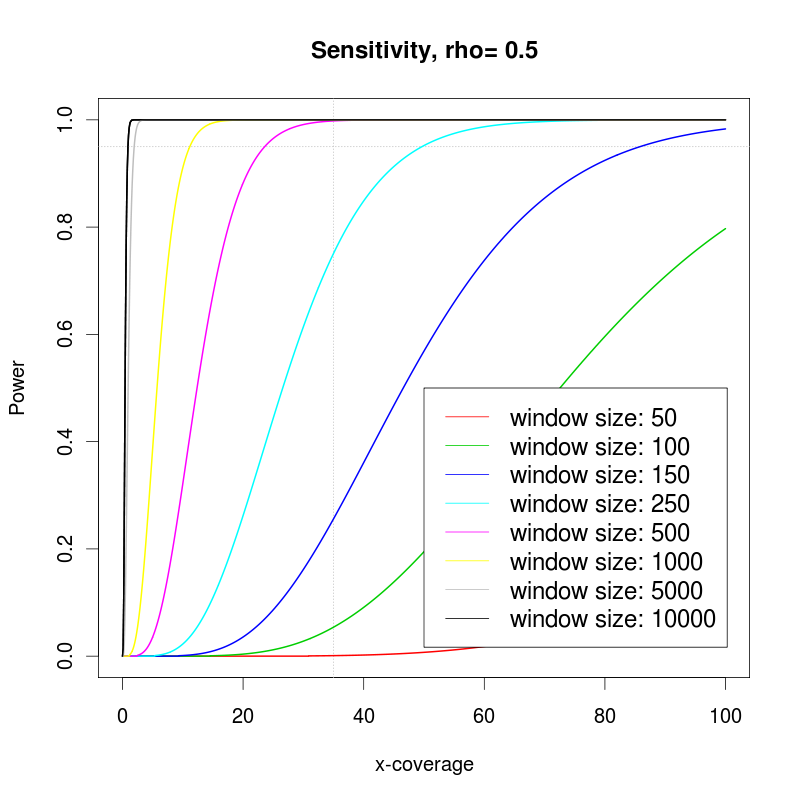 Sensitivity, rho= 0.5
Power
1.0
0.8
0.6
0.4
0.2
0.0
window size: 50
window size: 100
window size: 150
window size: 250
window size: 500
window size: 1000
window size: 5000
window size: 10000
0 20 40 60 80 100
x-coverage